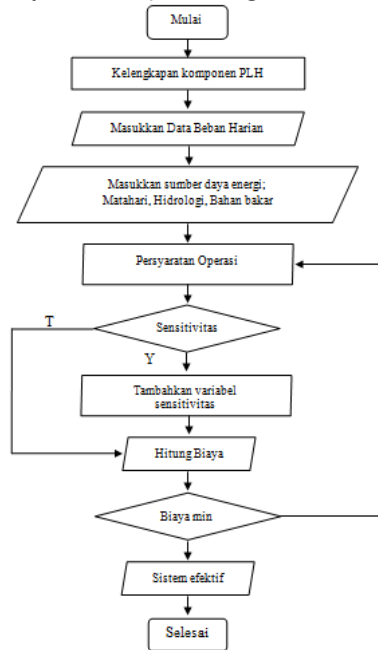 Mulai
Kelengkapan komponen PLH
Masukkan Data Beban Harian
Masukkan sumber daya energi;
Matahari, Hidrologi, Bahan bakar
Persyaratan Operasi
Sensitivitas
T
Y
Tambahkan variabel
sensitivitas
Hitung Biaya
Biaya min
Sistem efektif
Selesai